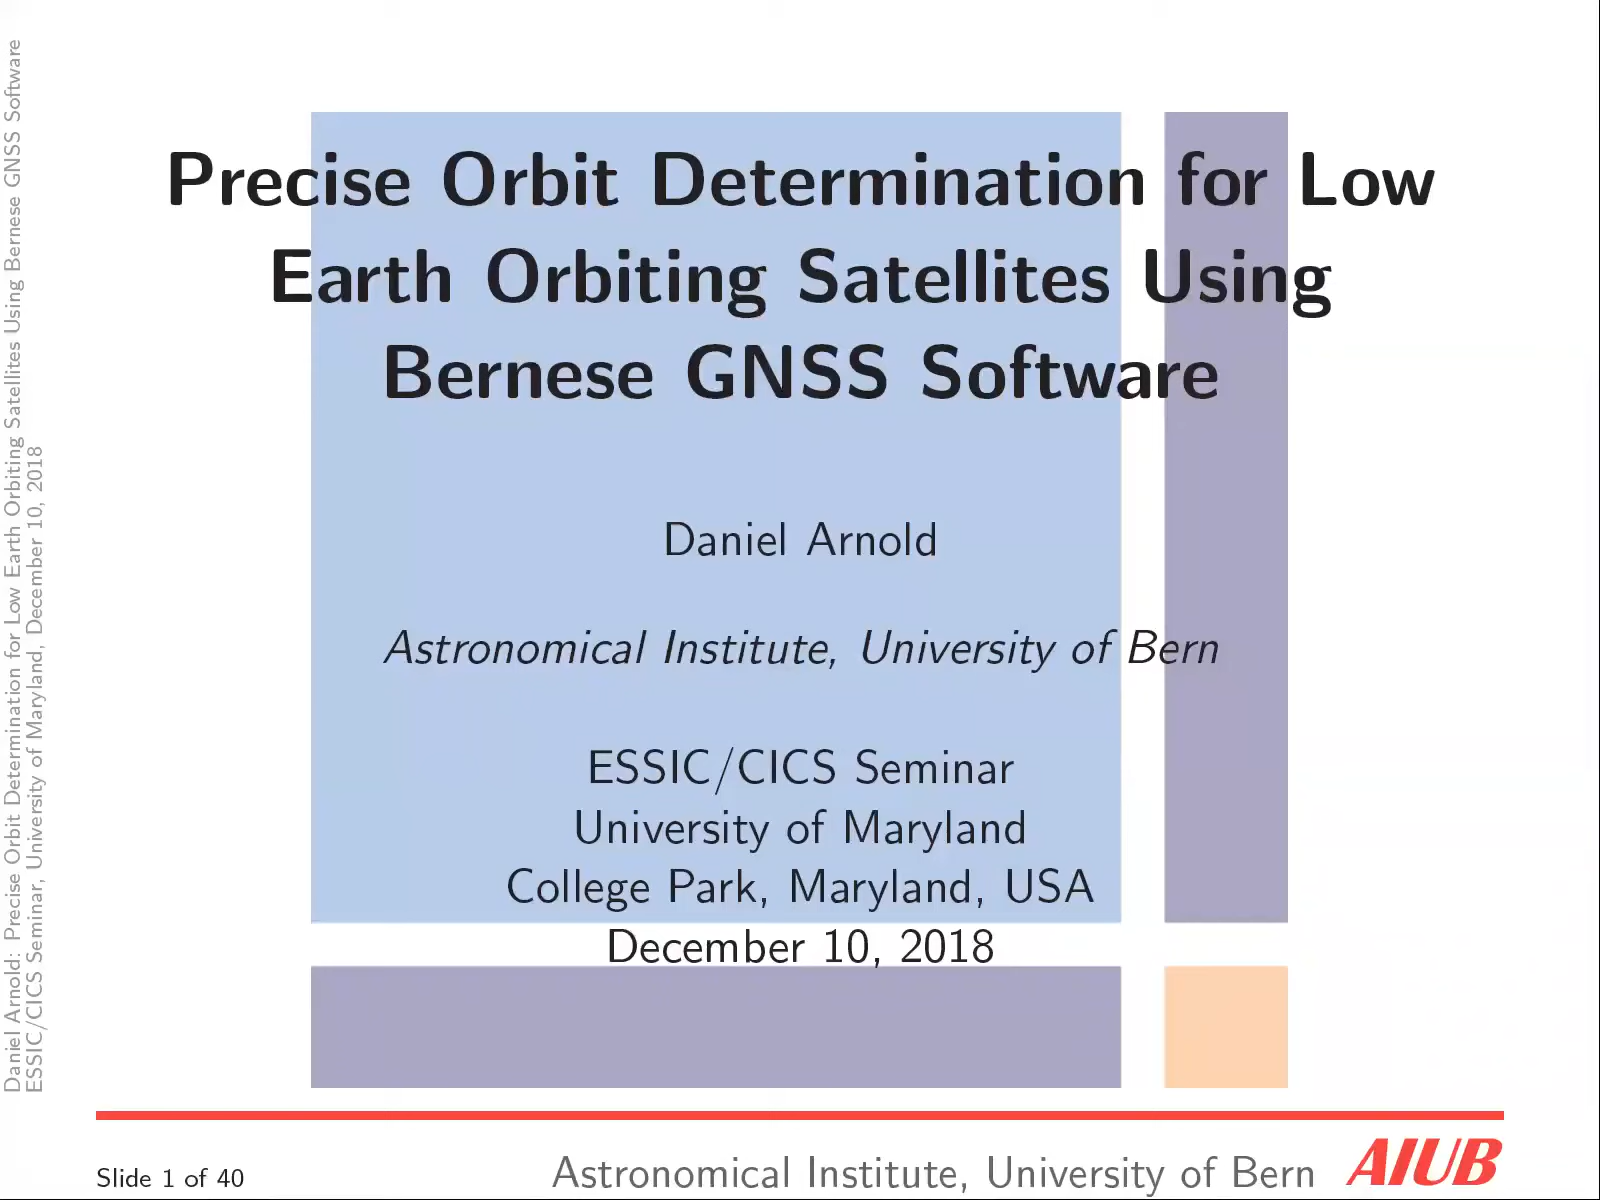 Daniel Arnold: Precise Orbit Determination for Low Earth Orbiting Satellites Using Bernese GNSS Software
ESSIC/CICS Seminar, University of Maryland, December 10, 2018
Precise Orbit Determination for Low
Earth Orbiting Satellites Using
Bernese GNSS Software
Daniel Arnold
Astronomical Institute, University of Bern
ESSIC/CICS Seminar
University of Maryland
College Park, Maryland, USA
December 10, 2018
Slide 1 of 40
Astronomical Institute, University of Bern
AIUB